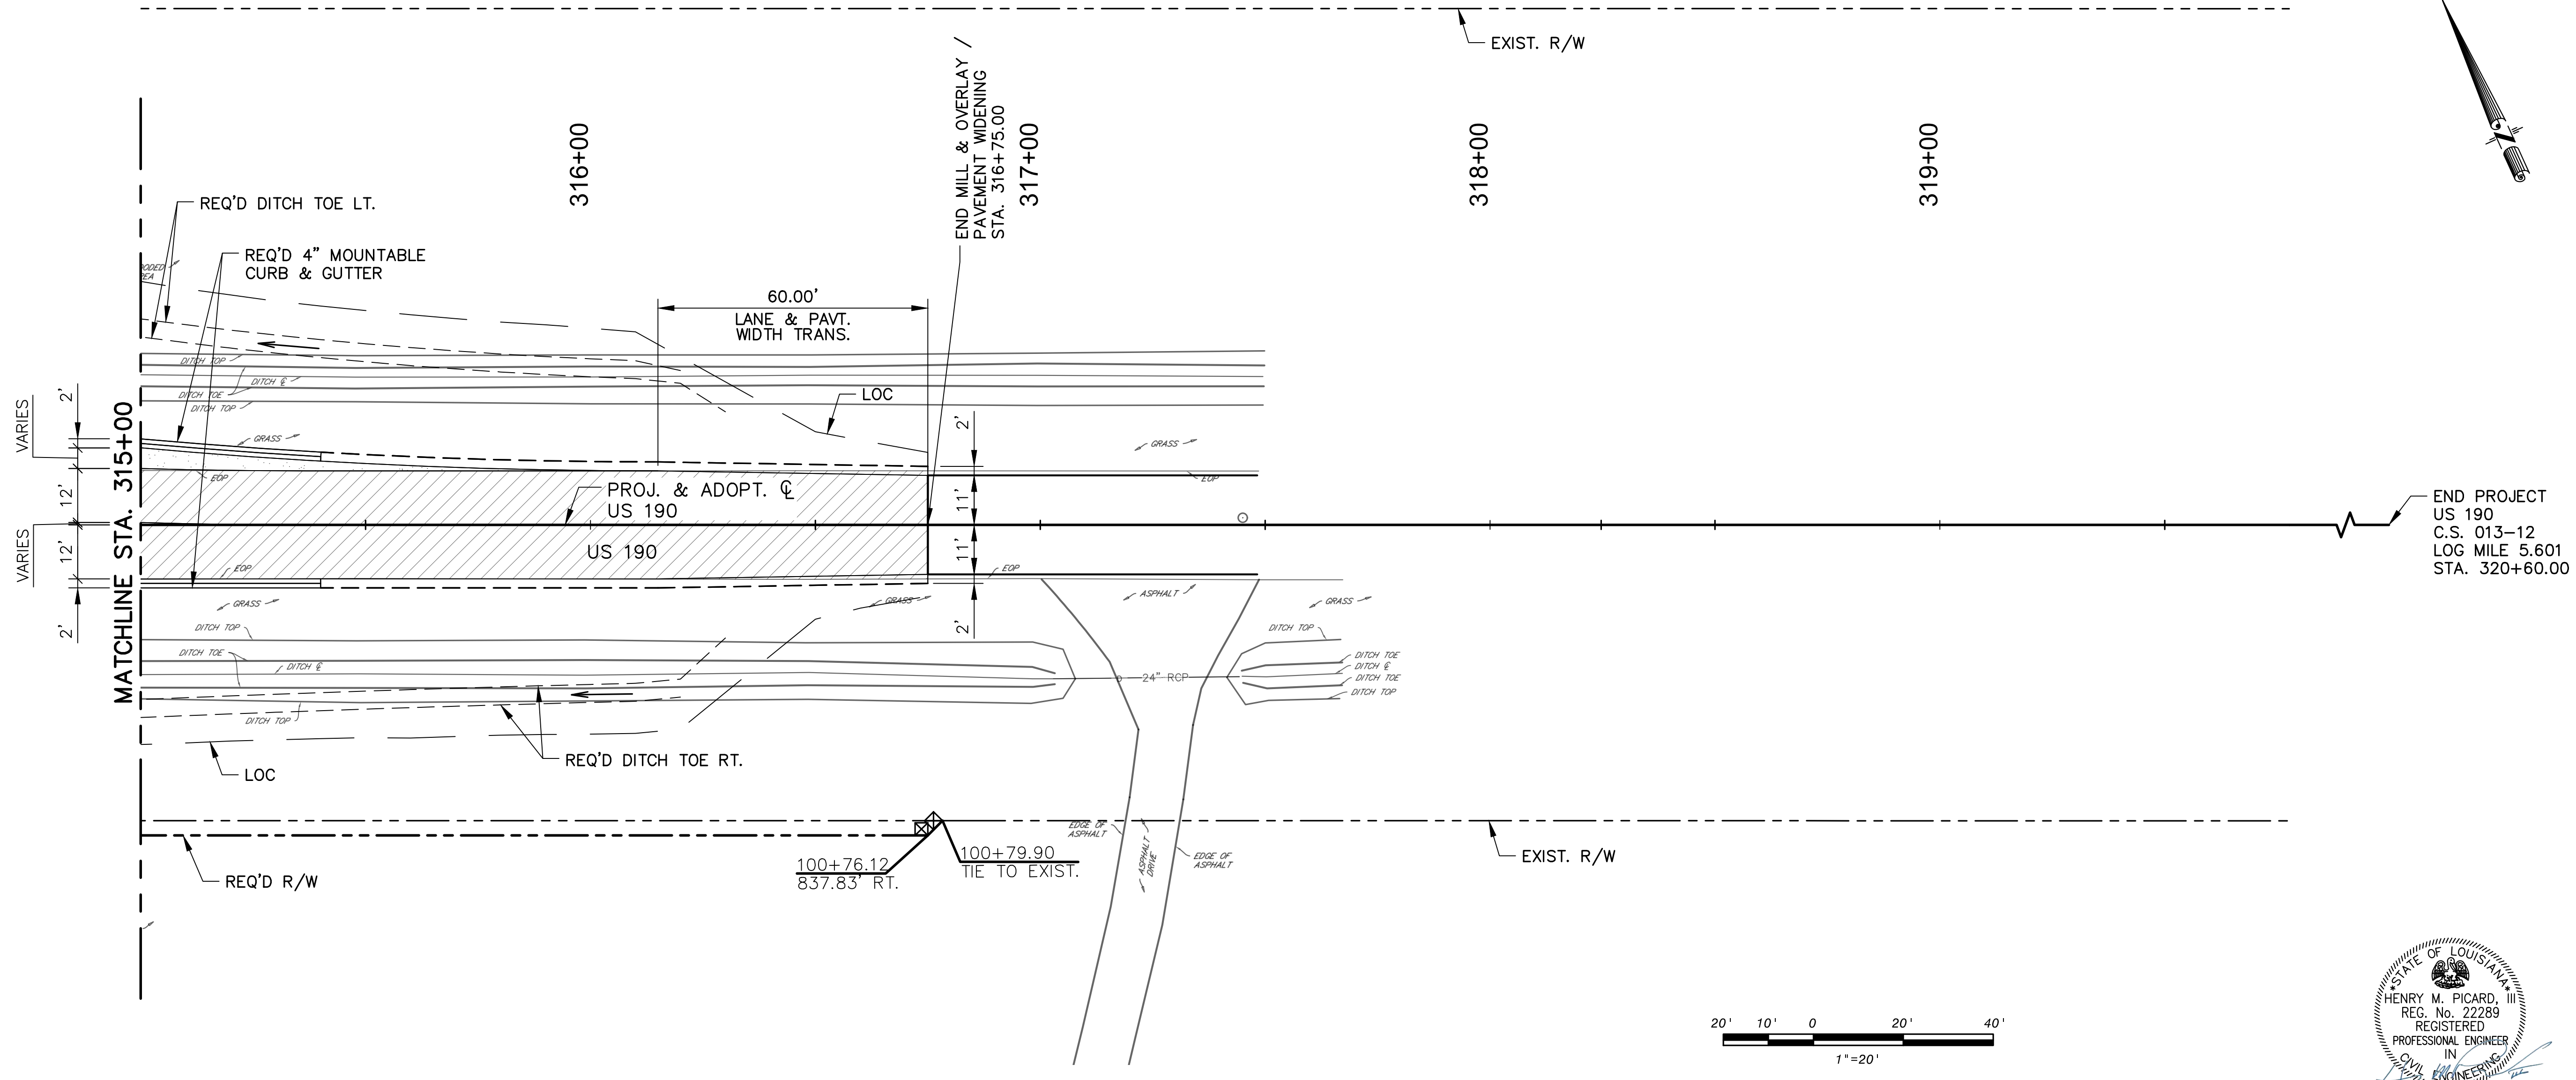 EXIST. R/W
END MILL & OVERLAY /
PAVEMENT WIDENING
STA. 316+75.00
316+00
317+00
318+00
319+00
REQ'D DITCH TOE LT.
REQ'D 4" MOUNTABLE
CURB & GUTTER
60.00'
LANE & PAVT.
WIDTH TRANS.
DITCH TOP
DITCH ℄
DITCH TOE
DITCH TOP
LOC
VARIES
2'
12'
VARIES
12'
2'
MATCHLINE STA. 315+00
GRASS
EOP
PROJ. & ADOPT. ℄
US 190
US 190
EOP
2'
11'
11'
2'
GRASS
EOP
EOP
END PROJECT
US 190
C.S. 013-12
LOG MILE 5.601
STA. 320+60.00
GRASS
GRASS
ASPHALT
GRASS
DITCH TOP
DITCH TOE
DITCH ℄
DITCH TOP
24" RCP
DITCH TOP
DITCH TOE
DITCH ℄
DITCH TOE
DITCH TOP
REQ'D DITCH TOE RT.
LOC
EDGE OF
ASPHALT
ASPHALT
DRIVE
EDGE OF
ASPHALT
100+76.12
837.83' RT.
100+79.90
TIE TO EXIST.
EXIST. R/W
REQ'D R/W
20' 10' 0 20' 40'
1"=20'
STATE OF LOUISIANA
HENRY M. PICARD, III
REG. No. 22289
REGISTERED
PROFESSIONAL ENGINEER
IN
CIVIL ENGINEERING